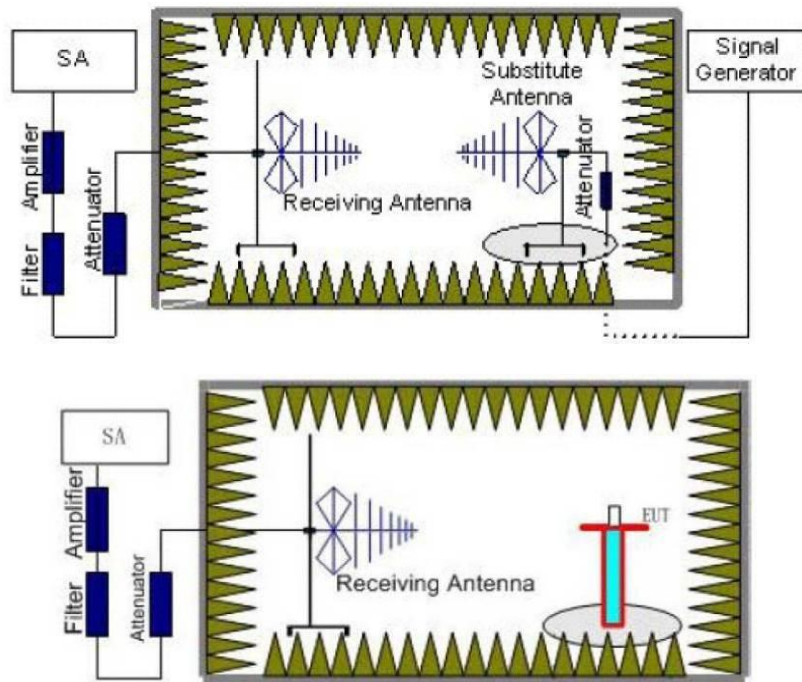 SA
Amplifier
Filter
Attenuator
Receiving Antenna
Substitute
Antenna
Attenuator
Signal
Generator
SA
Amplifier
Filter
Attenuator
Receiving Antenna
EUT